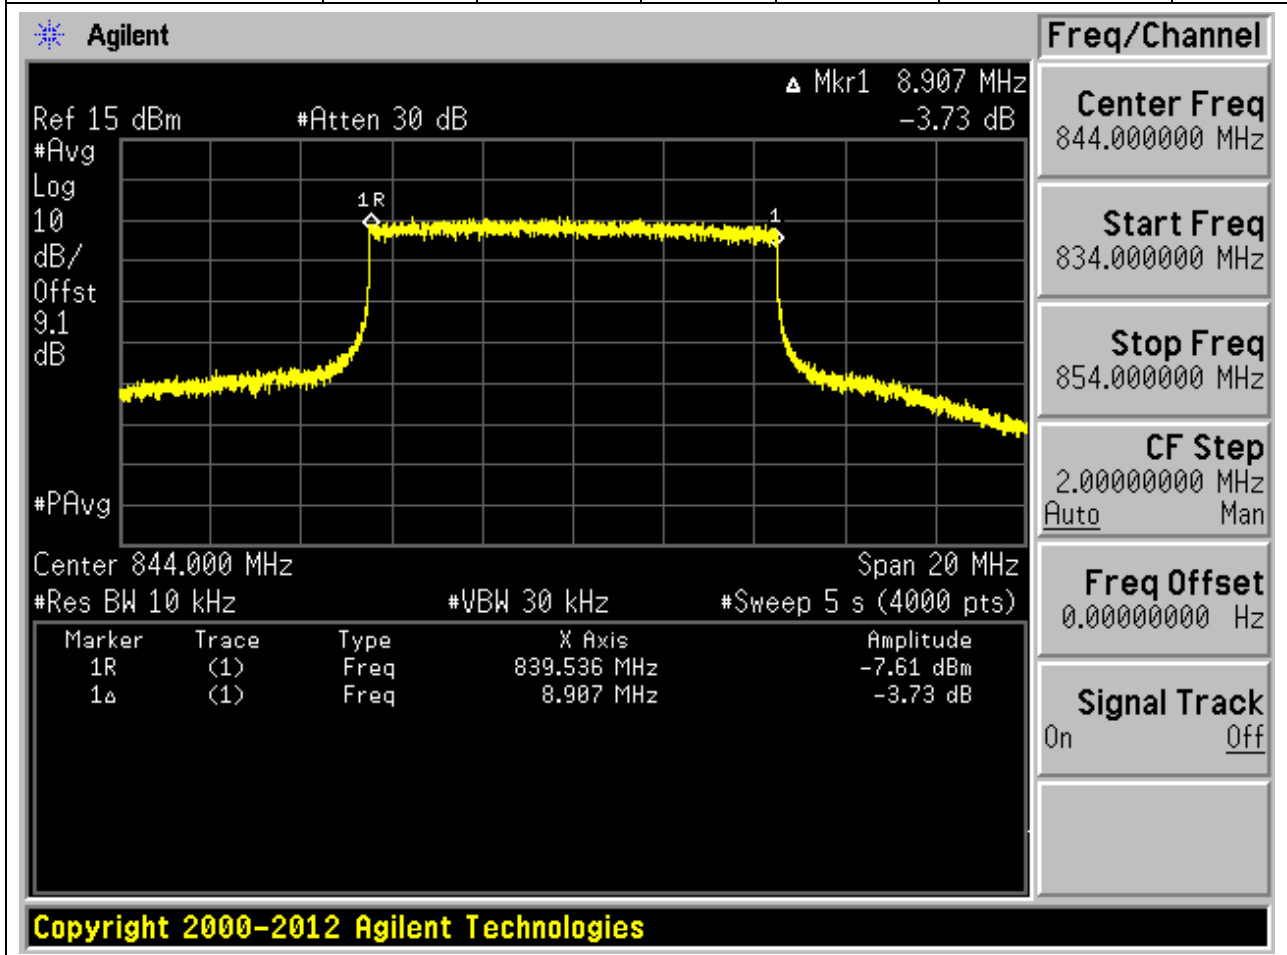 Agilent
Freq/Channel
Δ Mkr1 8.907 MHz
Ref 15 dBm #Atten 30 dB -3.73 dB
#Avg
Log
10
dB/
Offst
9.1
dB
1R
1
#PAvg
Center 844.000 MHz Span 20 MHz
#Res BW 10 kHz #VBW 30 kHz #Sweep 5 s (4000 pts)
Marker Trace Type X Axis Amplitude
1R (1) Freq 839.536 MHz -7.61 dBm
1Δ (1) Freq 8.907 MHz -3.73 dB
Center Freq
844.000000 MHz
Start Freq
834.000000 MHz
Stop Freq
854.000000 MHz
CF Step
2.00000000 MHz
Auto Man
Freq Offset
0.00000000 Hz
Signal Track
On Off
Copyright 2000-2012 Agilent Technologies